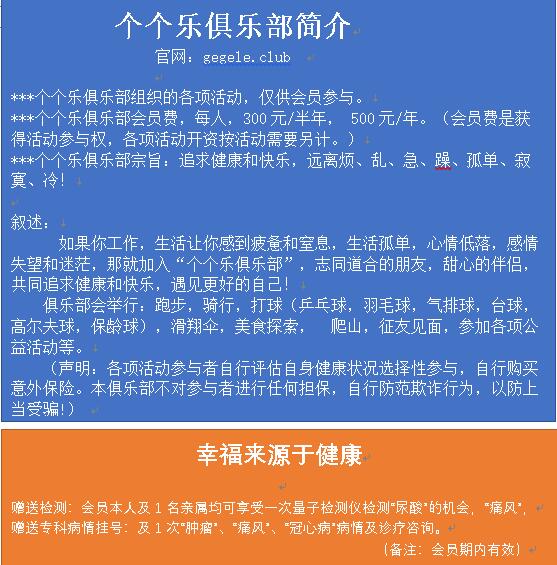 个个乐俱乐部简介
官网：gegele.club
***个个乐俱乐部组织的各项活动，仅供会员参与。
***个个乐俱乐部会员费，每人，300 元/半年， 500 元/年。（会员费是获
得活动参与权，各项活动开资按活动需要另计。）
***个个乐俱乐部宗旨：追求健康和快乐，远离烦、乱、急、躁、孤单、寂
寞、冷！
叙述：
如果你工作，生活让你感到疲惫和窒息，生活孤单，心情低落，感情
失望和迷茫，那就加入“个个乐俱乐部”，志同道合的朋友，甜心的伴侣，
共同追求健康和快乐，遇见更好的自己！
俱乐部会举行：跑步，骑行，打球（乒乓球，羽毛球，气排球，台球，
高尔夫球，保龄球），滑翔伞，美食探索， 爬山，征友见面，参加各项公
益活动等。
（声明：各项活动参与者自行评估自身健康状况选择性参与，自行购买
意外保险。本俱乐部不对参与者进行任何担保，自行防范欺诈行为，以防上
当受骗!）
幸福来源于健康
赠送检测：会员本人及 1 名亲属均可享受一次量子检测仪检测“尿酸”的机会，“痛风”，
赠送专科病情挂号：及 1 次“肿瘤”、“痛风”、“冠心病”病情及诊疗咨询。
（备注：会员期内有效）